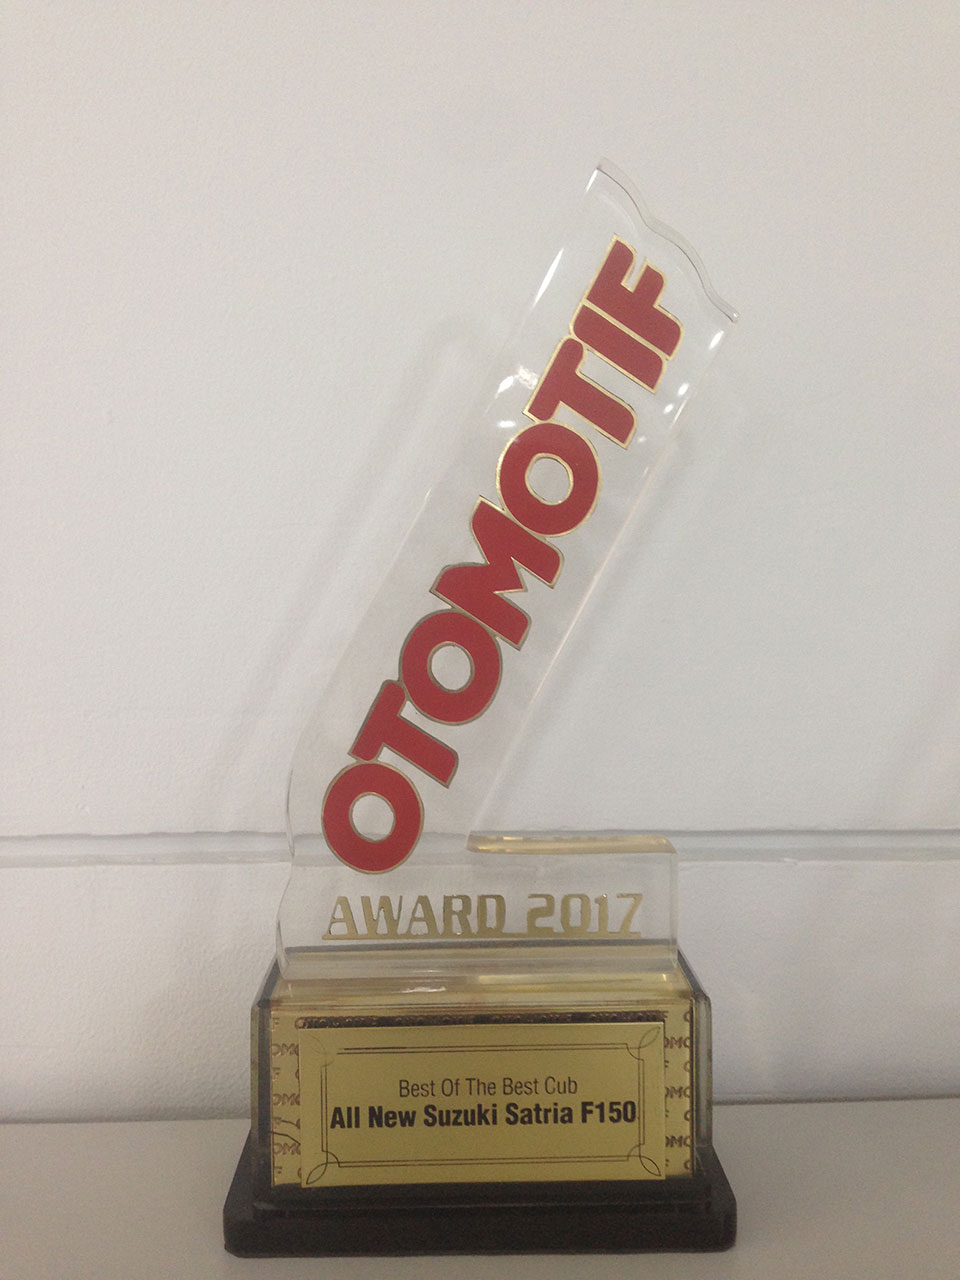 OTOMOTIF
AWARD 2017
Best Of The Best Cub
All New Suzuki Satria F150